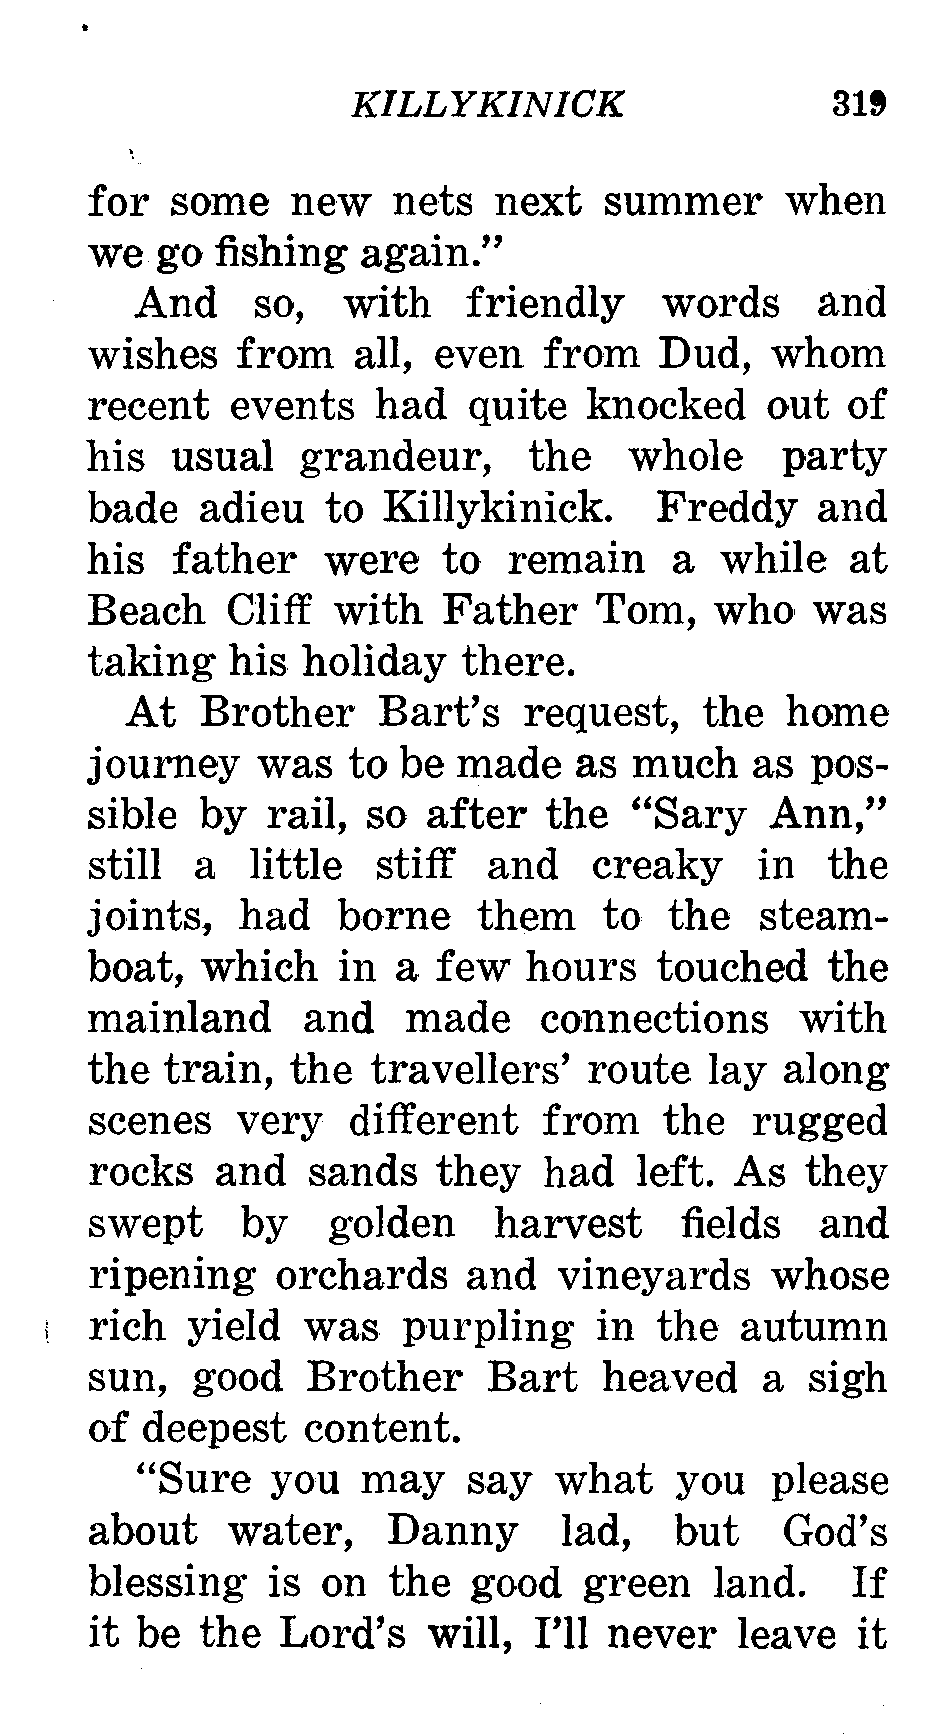 KILLYKINICK 319
for some new nets next summer when
we go fishing again.”
And so, with friendly words and
wishes from all, even from Dud, whom
recent events had quite knocked out of
his usual grandeur, the whole party
bade adieu to Killykinick. Freddy and
his father were to remain a while at
Beach Cliff with Father Tom, who was
taking his holiday there.
At Brother Bart’s request, the home
journey was to be made as much as pos-
sible by rail, so after the “Sary Ann,”
still a little stiff and creaky in the
joints, had borne them to the steam-
boat, which in a few hours touched the
mainland and made connections with
the train, the travellers’ route lay along
scenes very different from the rugged
rocks and sands they had left. As they
swept by golden harvest fields and
ripening orchards and vineyards whose
rich yield was purpling in the autumn
sun, good Brother Bart heaved a sigh
of deepest content.
“Sure you may say what you please
about water, Danny lad, but God’s
blessing is on the good green land. If
it be the Lord’s will, I’ll never leave it